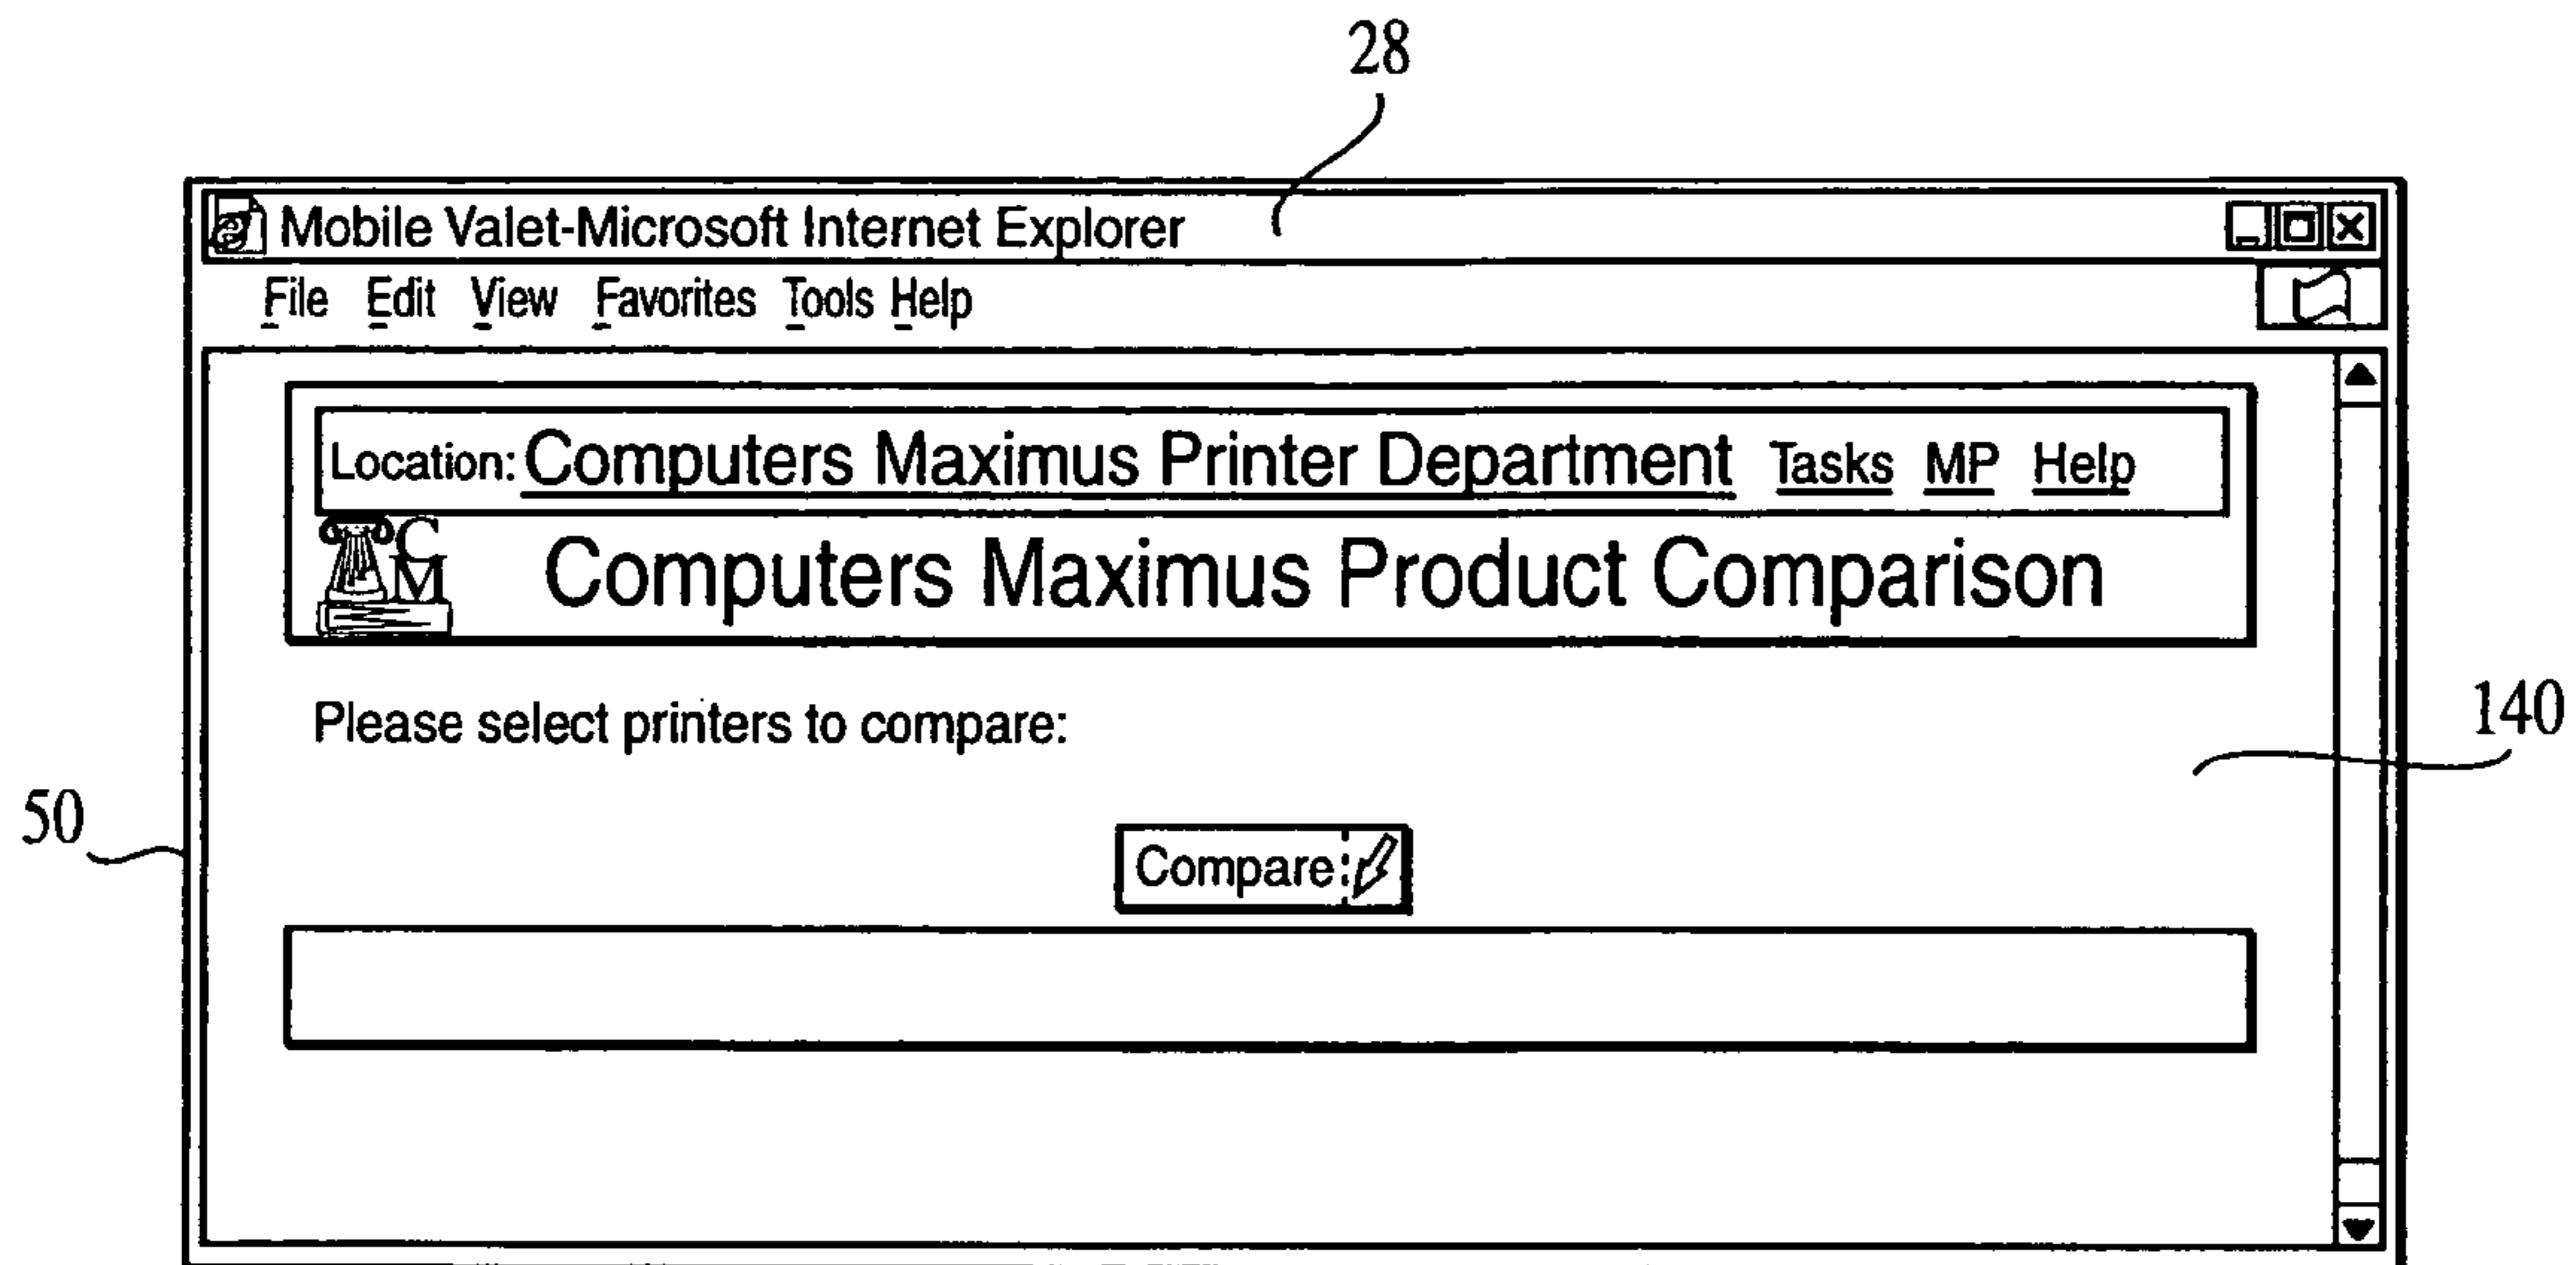 28
Mobile Valet-Microsoft Internet Explorer
File Edit View Favorites Tools Help
Location: Computers Maximus Printer Department Tasks MP Help
CM
Computers Maximus Product Comparison
Please select printers to compare:
140
50
Compare